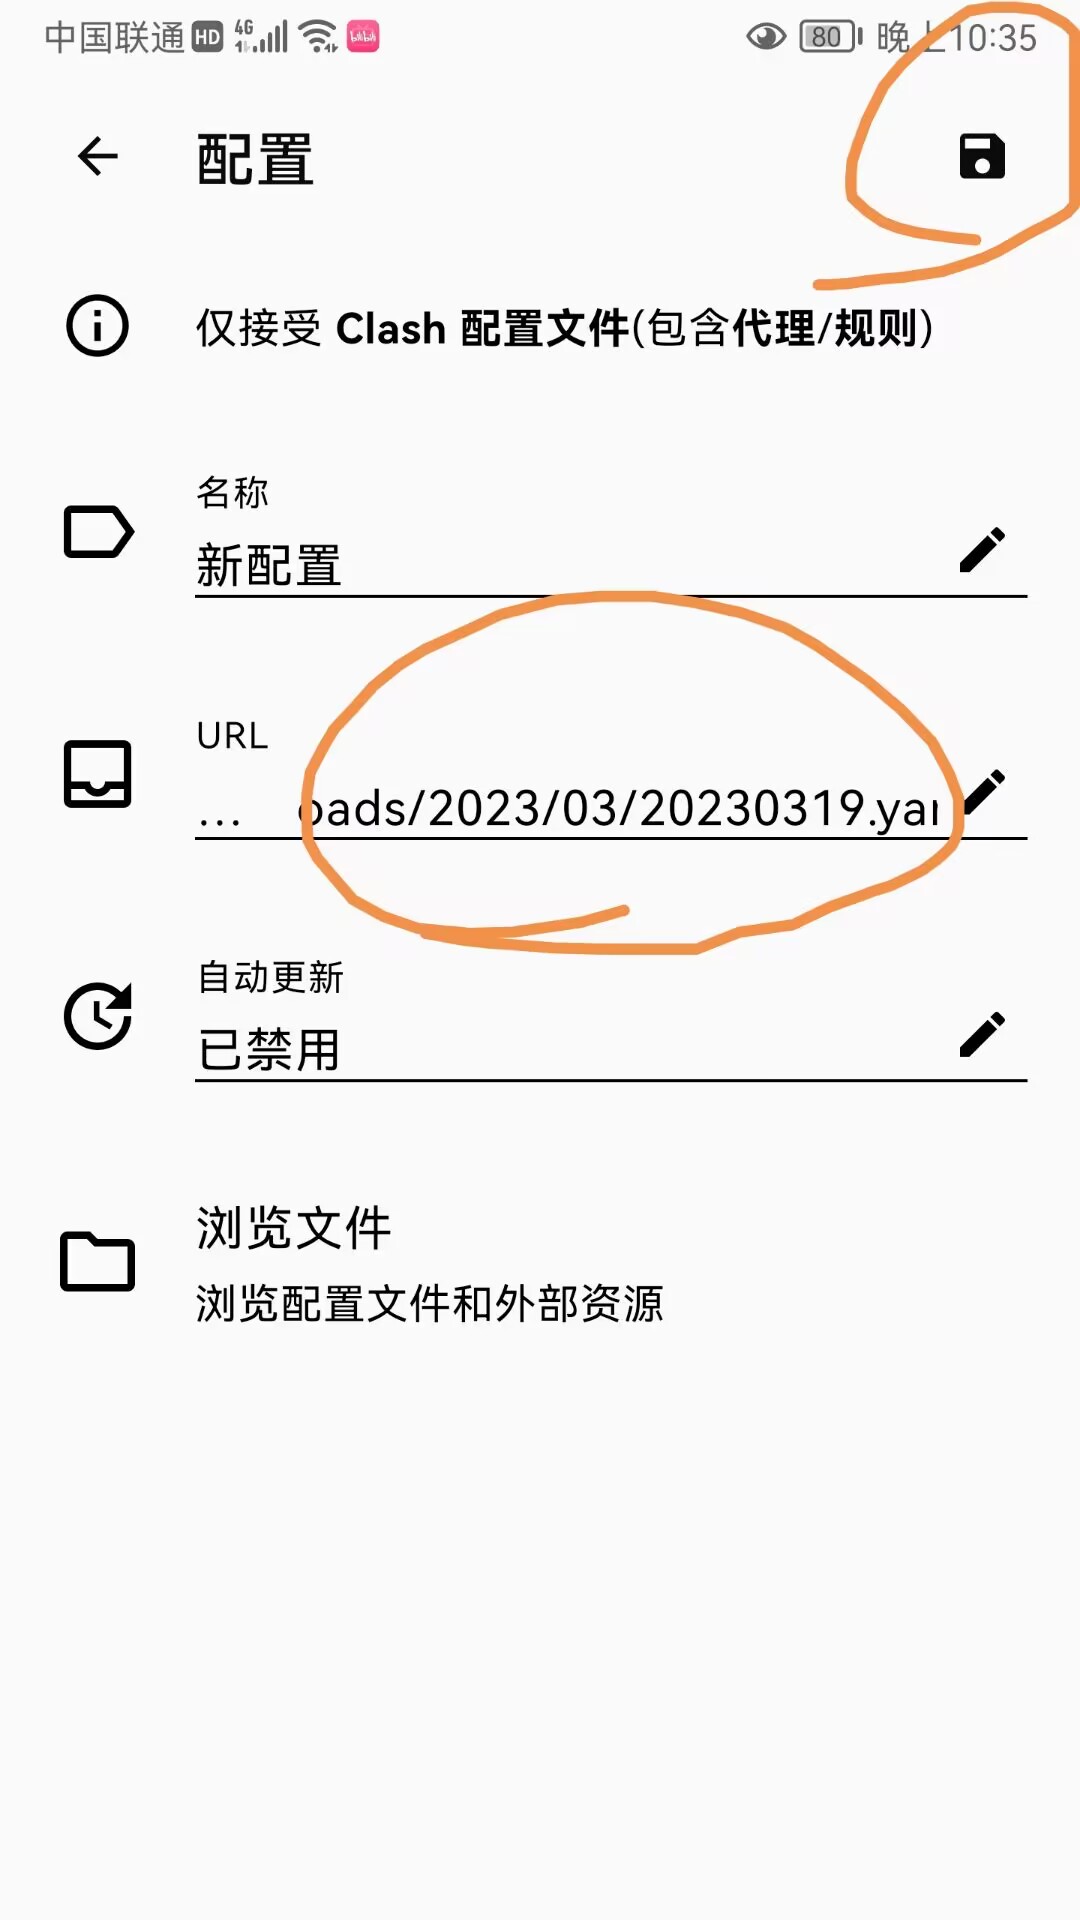 中国联通 HD 4G 80 晚上10:35
配置
仅接受 Clash 配置文件(包含代理/规则)
名称
新配置
URL
... oads/2023/03/20230319.ya
自动更新
已禁用
浏览文件
浏览配置文件和外部资源